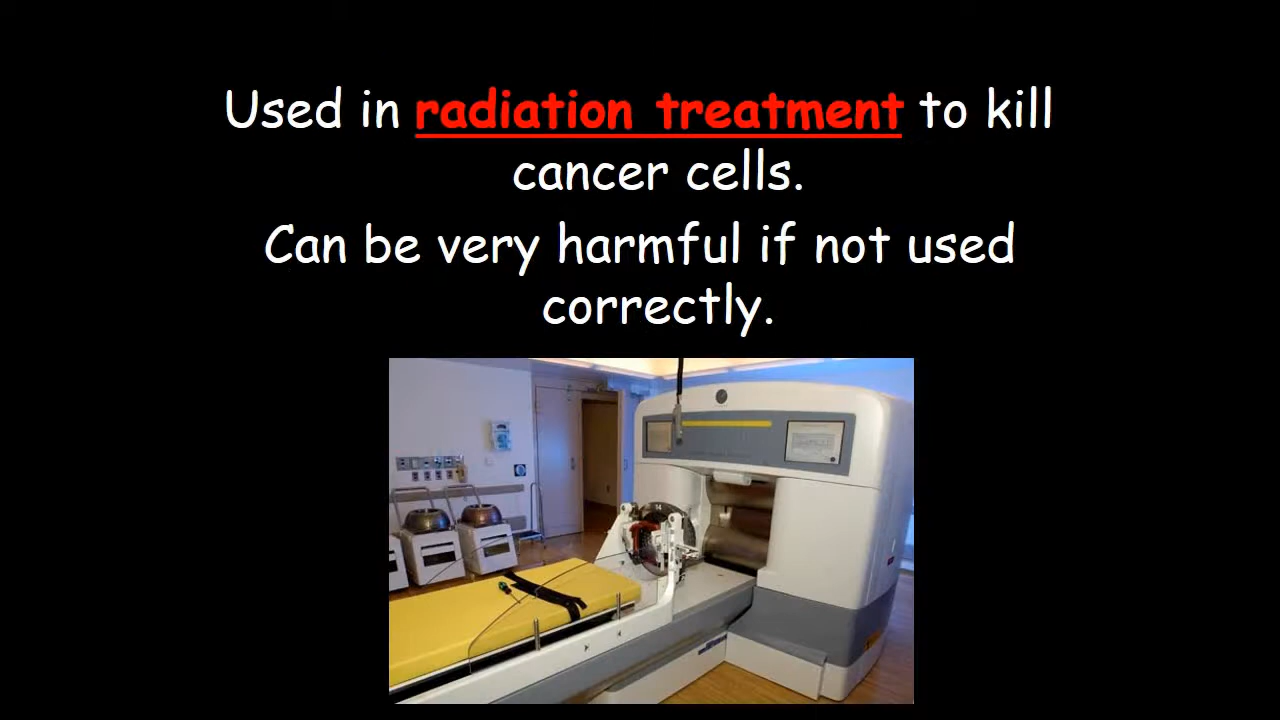 Used in radiation treatment to kill
cancer cells.
Can be very harmful if not used
correctly.